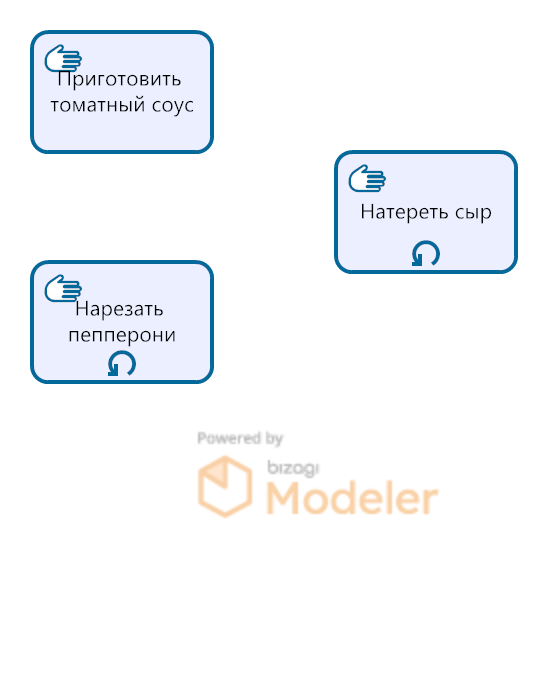 Приготовить
томатный соус
Натереть сыр
Нарезать
пепперони
Powered by
bizagi
Modeler